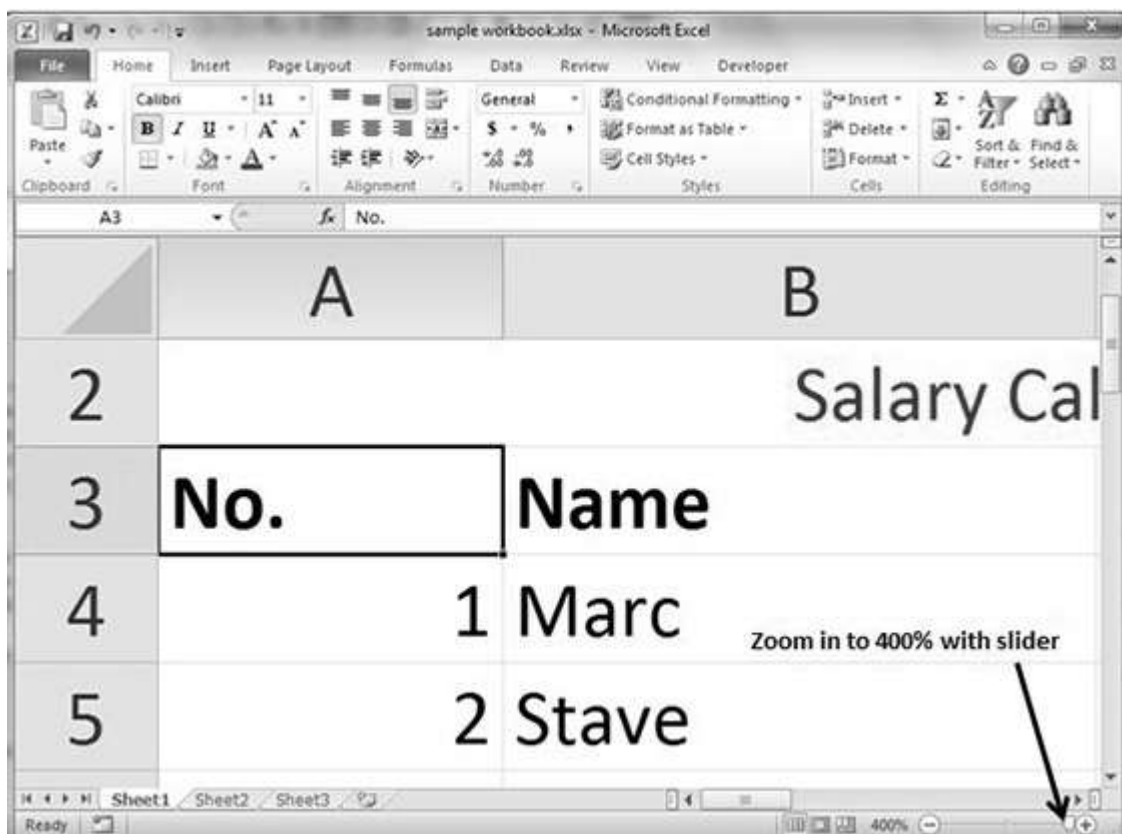 sample workbook.xlsx - Microsoft Excel
File Home Insert Page Layout Formulas Data Review View Developer
Calibri 11 General Conditional Formatting Insert Σ
Paste B I U A A $ % , Format as Table Delete Sort & Filter Find & Select
A Cell Styles Format
Clipboard Font Alignment Number Styles Cells Editing
A3 fx No.
A B
2 Salary Cal
3 No. Name
4 1 Marc
Zoom in to 400% with slider
5 2 Stave
Sheet1 Sheet2 Sheet3
Ready 400%